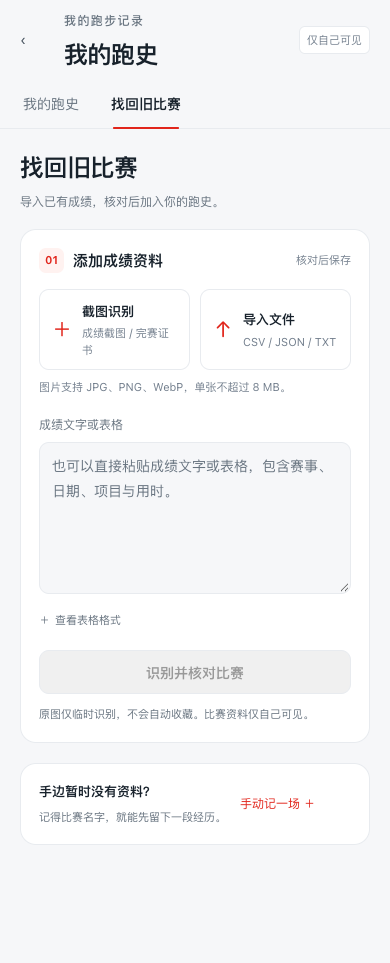 我的跑步记录
‹
我的跑步
仅自己可见
我的跑史
找回旧比赛
找回旧比赛
导入已有成绩，核对后加入你的跑史。
01
添加成绩资料
核对后保存
＋
截图识别
成绩截图 / 完赛证
书
↑
导入文件
CSV / JSON / TXT
图片支持 JPG、PNG、WebP，单张不超过 8 MB。
成绩文字或表格
也可以直接粘贴成绩文字或表格，包含赛事、
日期、项目与用时。
＋ 查看表格格式
识别并核对比赛
原图仅临时识别，不会自动收藏。比赛资料仅自己可见。
手边暂时没有资料？
记得比赛名字，就能先留下一段经历。
手动记一场 ＋